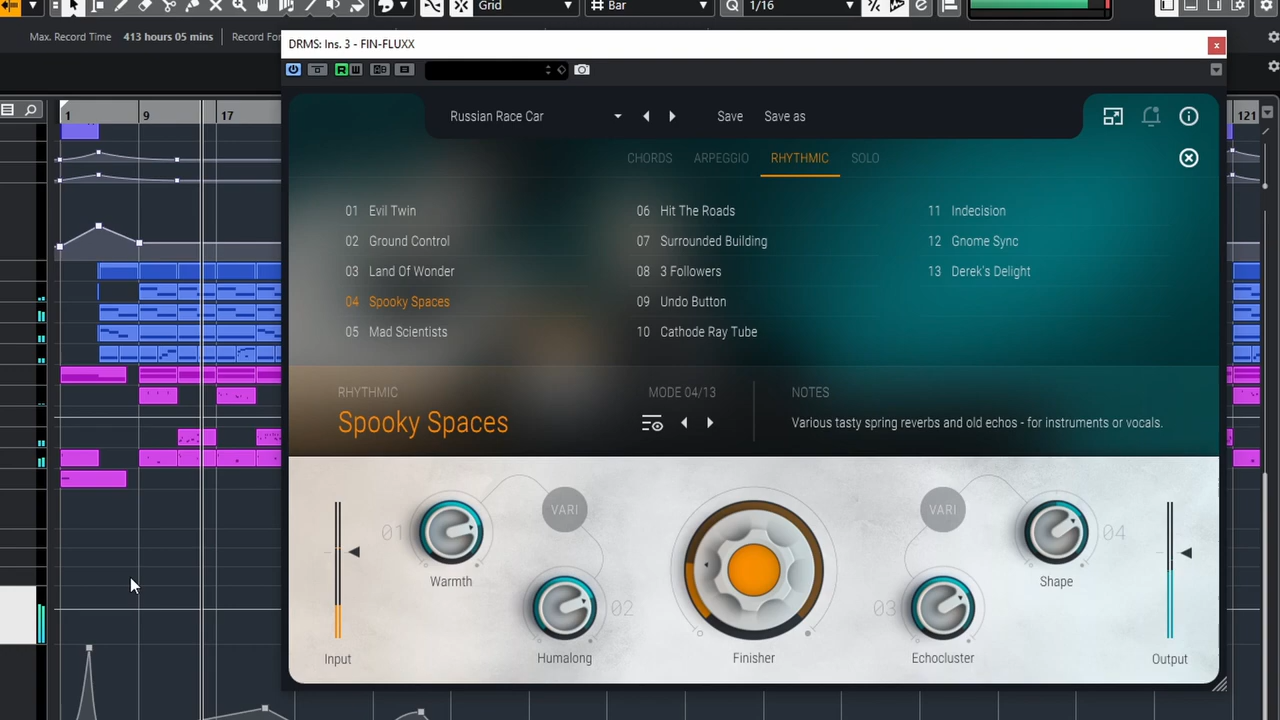 Grid
Bar
Q
1/16
Max. Record Time 413 hours 05 mins Record For
DRMS: Ins. 3 - FIN-FLUXX
R W
1 9 17 121
Russian Race Car Save Save as
CHORDS ARPEGGIO RHYTHMIC SOLO
01 Evil Twin 06 Hit The Roads 11 Indecision
02 Ground Control 07 Surrounded Building 12 Gnome Sync
03 Land Of Wonder 08 3 Followers 13 Derek's Delight
04 Spooky Spaces 09 Undo Button
05 Mad Scientists 10 Cathode Ray Tube
RHYTHMIC MODE 04/13 NOTES
Spooky Spaces Various tasty spring reverbs and old echos - for instruments or vocals.
VARI VARI
01 04
Warmth Shape
02 03
Input Humalong Finisher Echocluster Output